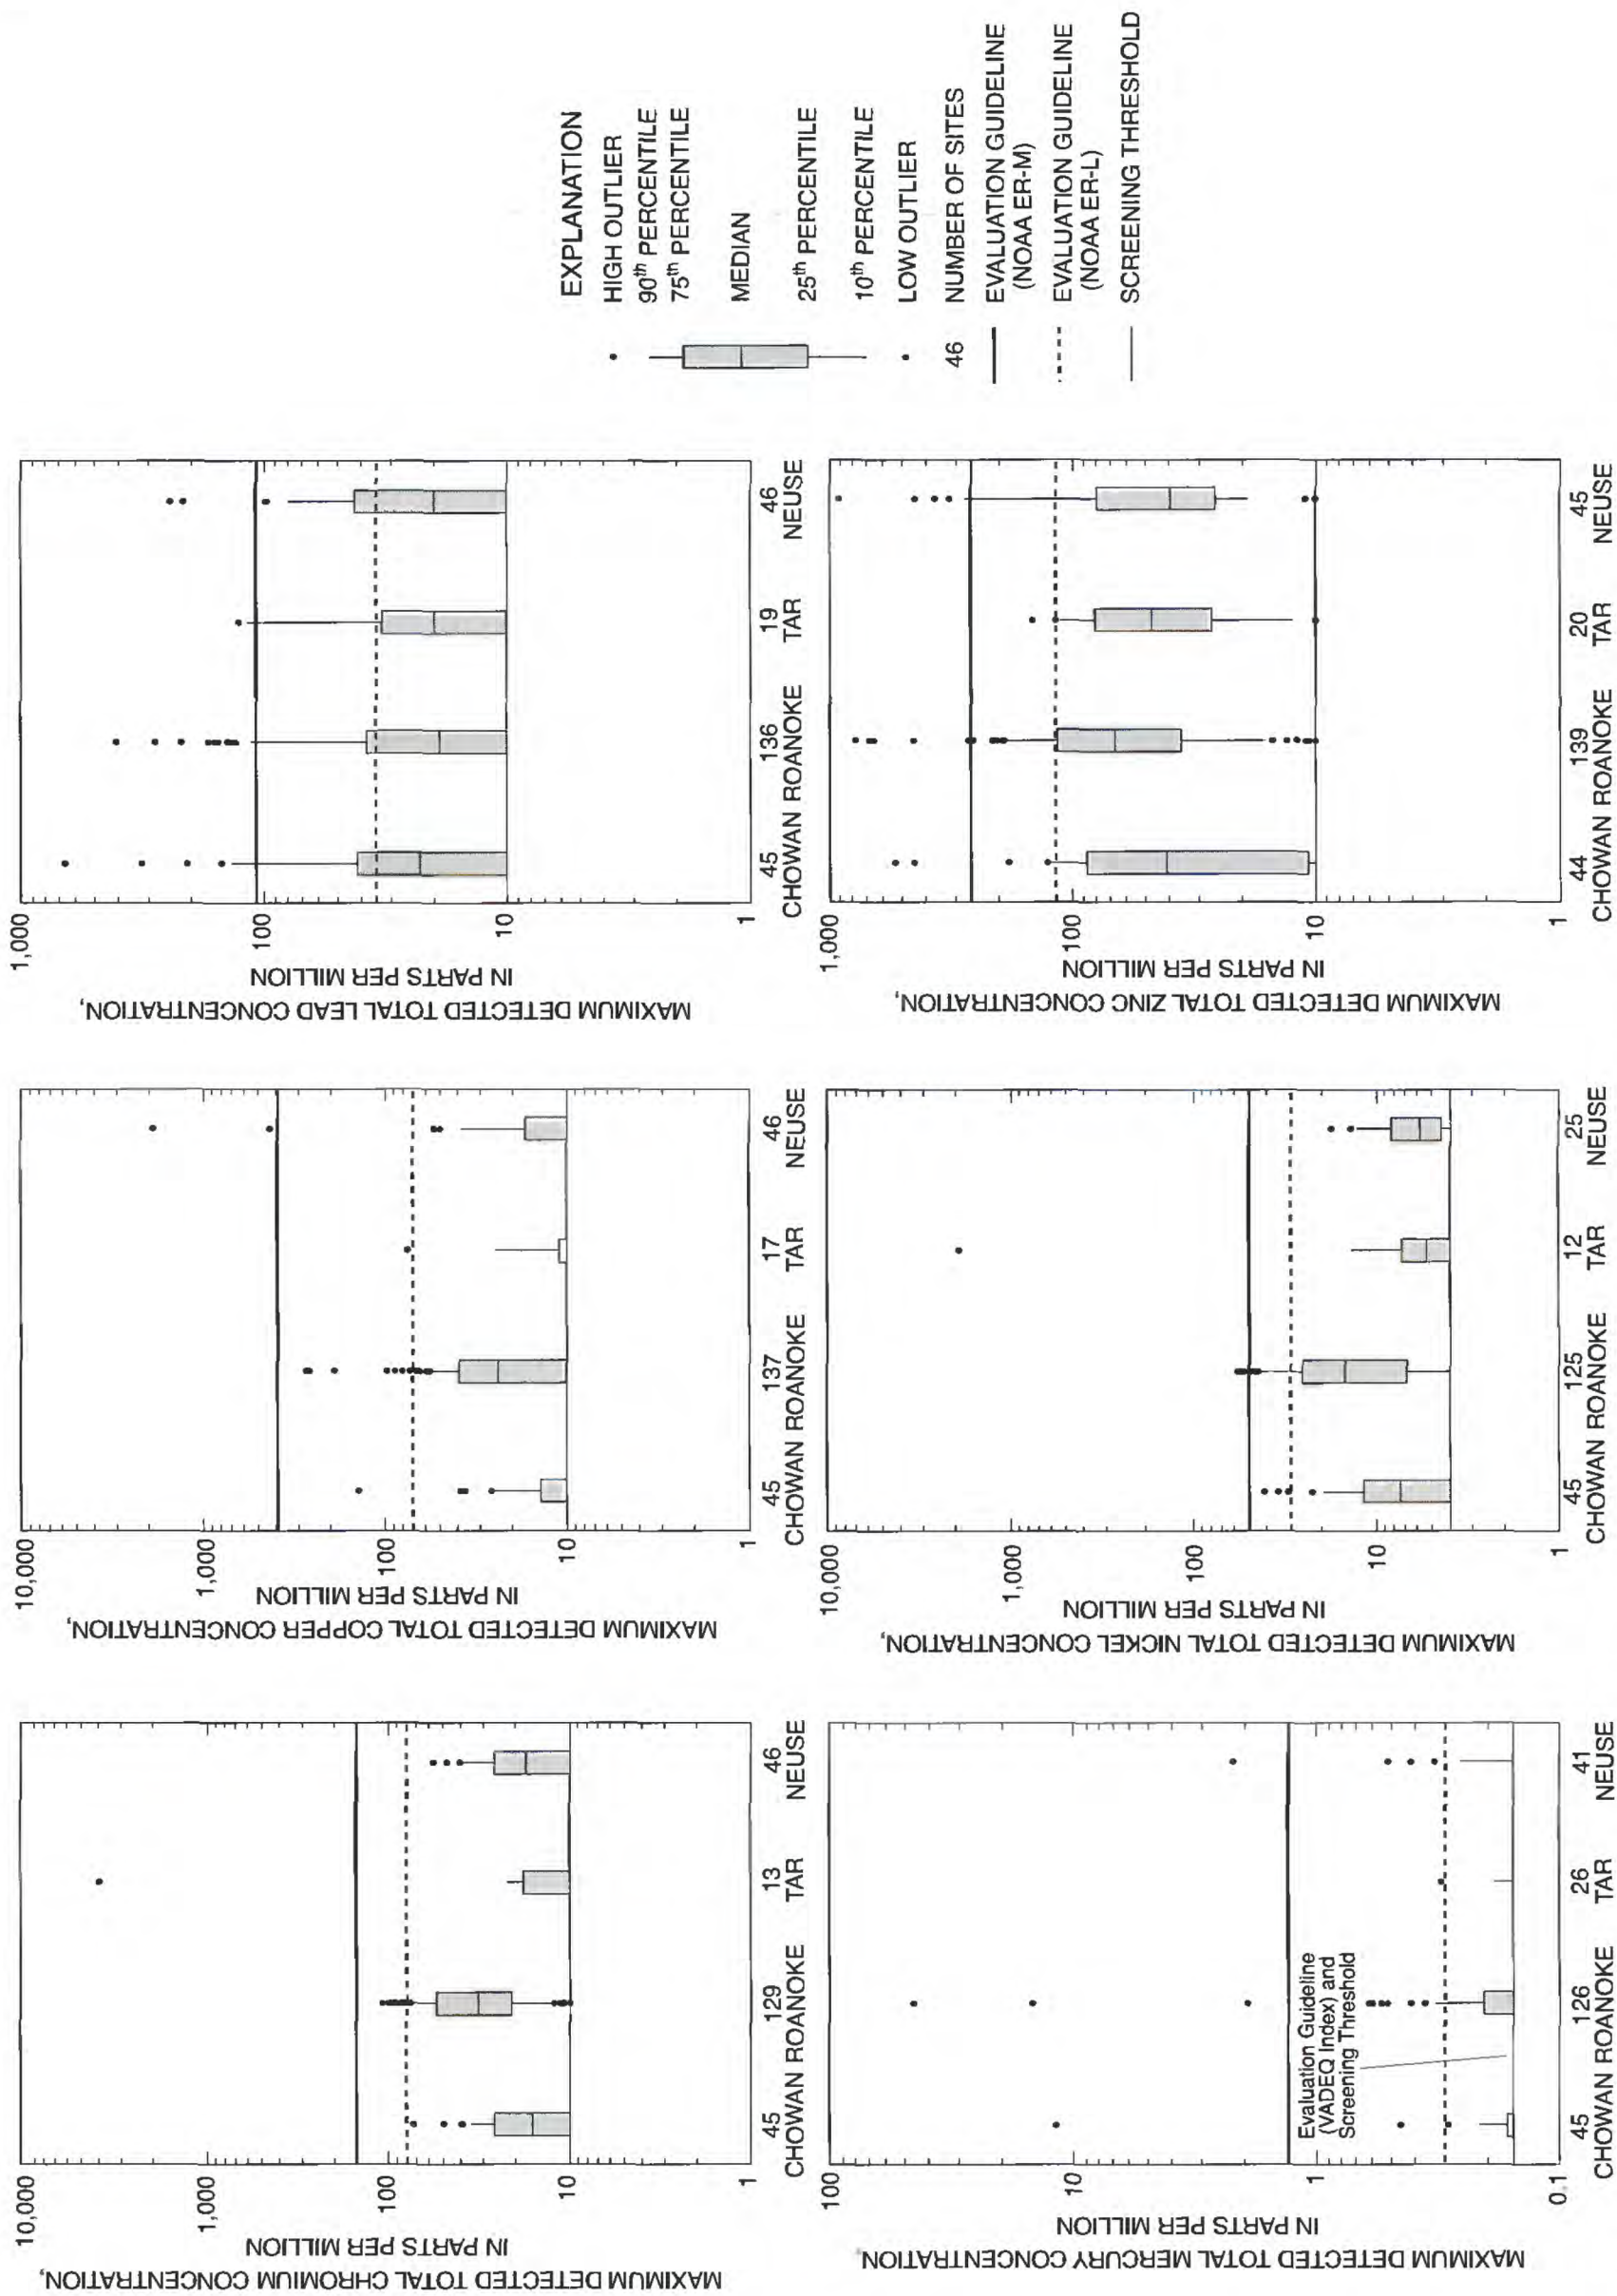 MAXIMUM DETECTED TOTAL CHROMIUM CONCENTRATION,
IN PARTS PER MILLION
10,000
1,000
100
10
1
45 129 13 46
CHOWAN ROANOKE TAR NEUSE
MAXIMUM DETECTED TOTAL COPPER CONCENTRATION,
IN PARTS PER MILLION
10,000
1,000
100
10
1
45 137 17 46
CHOWAN ROANOKE TAR NEUSE
MAXIMUM DETECTED TOTAL LEAD CONCENTRATION,
IN PARTS PER MILLION
1,000
100
10
1
45 136 19 46
CHOWAN ROANOKE TAR NEUSE
MAXIMUM DETECTED TOTAL MERCURY CONCENTRATION,
IN PARTS PER MILLION
100
10
1
0.1
Evaluation Guideline
(VADEQ Index) and
Screening Threshold
45 126 26 41
CHOWAN ROANOKE TAR NEUSE
MAXIMUM DETECTED TOTAL NICKEL CONCENTRATION,
IN PARTS PER MILLION
10,000
1,000
100
10
1
45 125 12 25
CHOWAN ROANOKE TAR NEUSE
MAXIMUM DETECTED TOTAL ZINC CONCENTRATION,
IN PARTS PER MILLION
1,000
100
10
1
44 139 20 45
CHOWAN ROANOKE TAR NEUSE
EXPLANATION
HIGH OUTLIER
90th PERCENTILE
75th PERCENTILE
MEDIAN
25th PERCENTILE
10th PERCENTILE
LOW OUTLIER
46 NUMBER OF SITES
EVALUATION GUIDELINE
(NOAA ER-M)
EVALUATION GUIDELINE
(NOAA ER-L)
SCREENING THRESHOLD